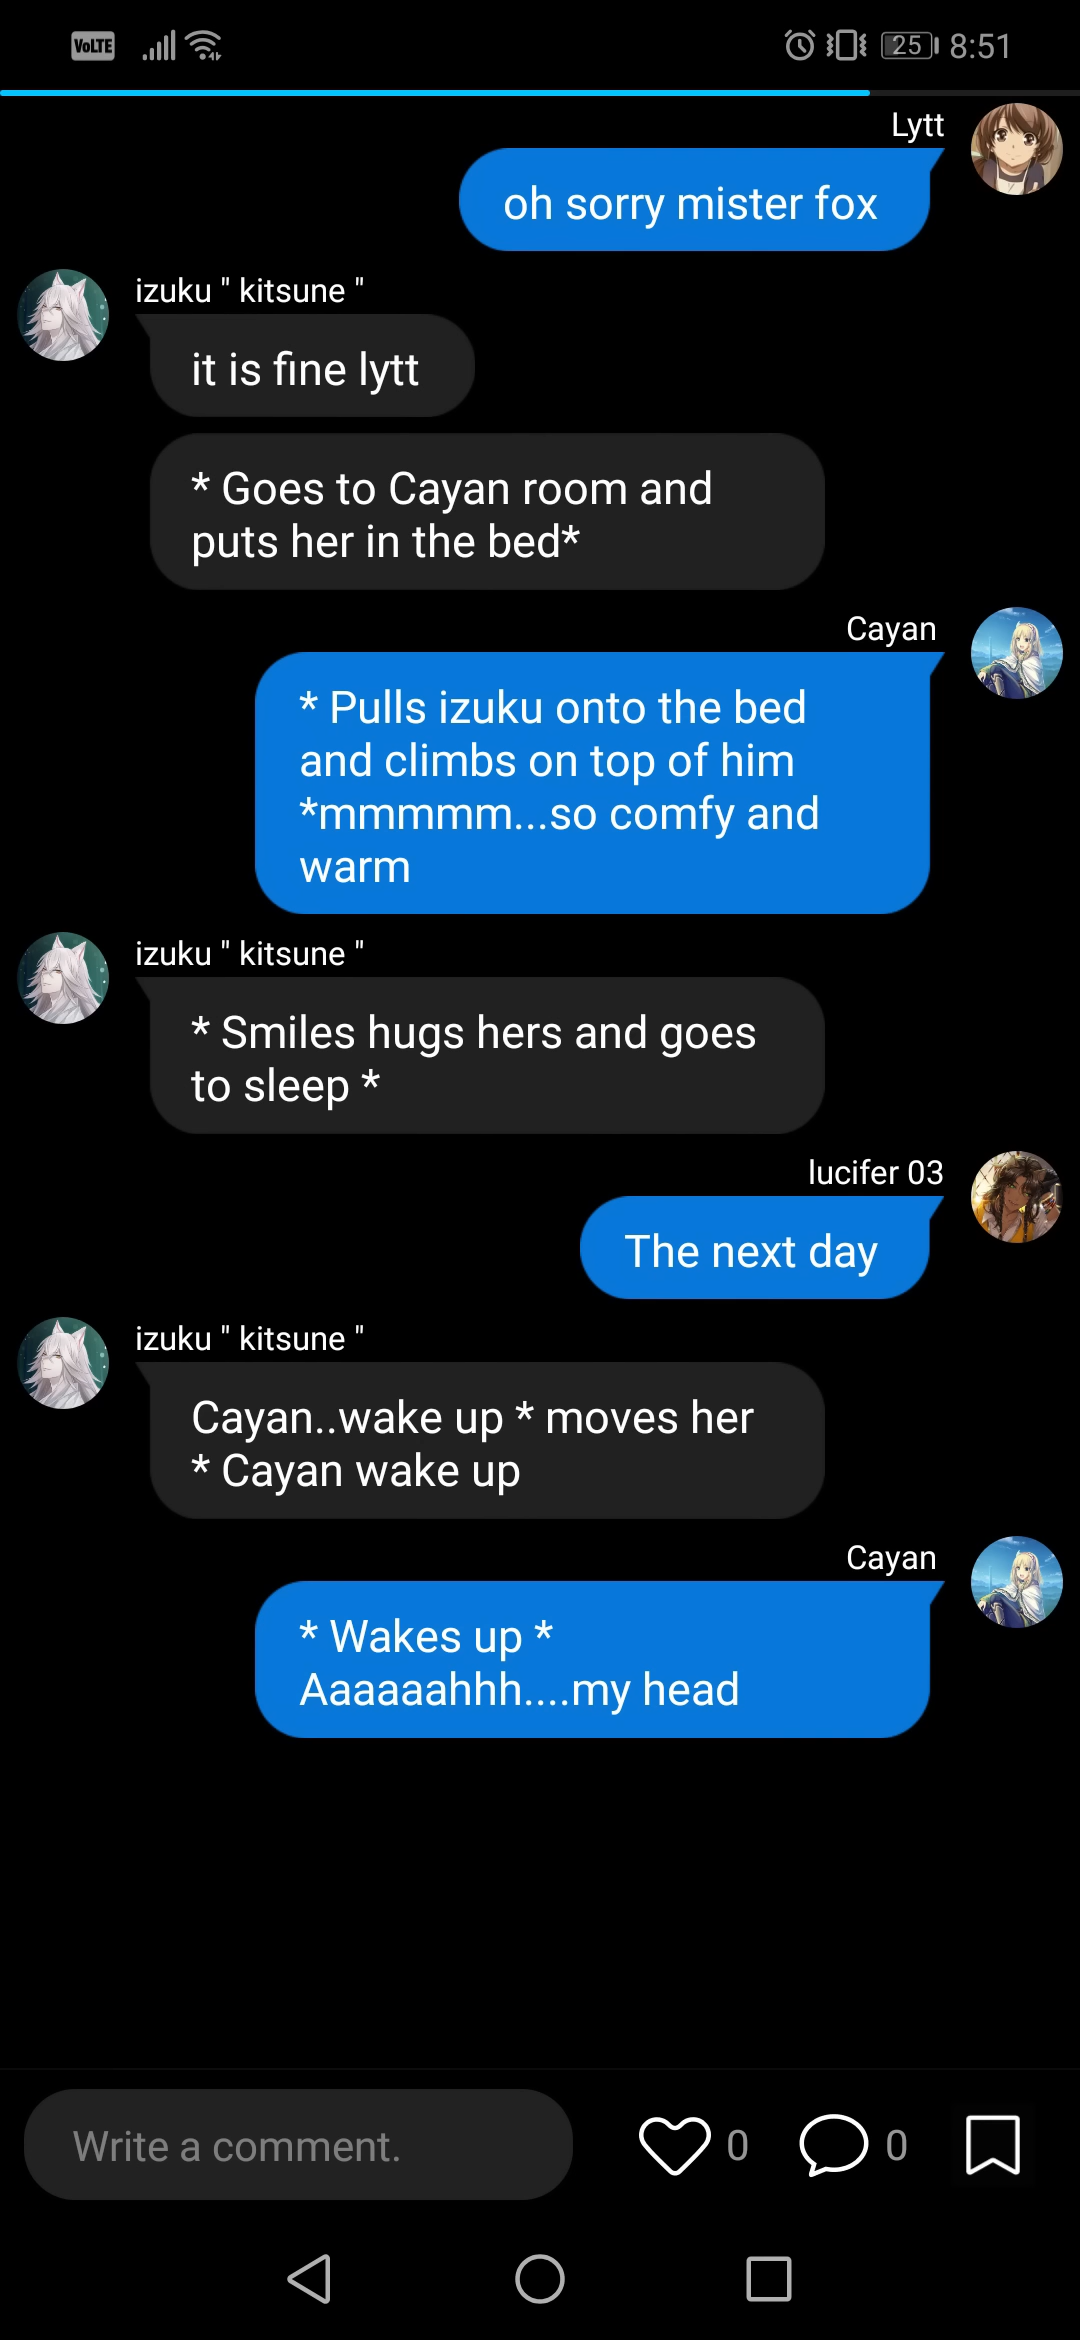 VoLTE 25 8:51
Lytt
oh sorry mister fox
izuku " kitsune "
it is fine lytt
* Goes to Cayan room and
puts her in the bed*
Cayan
* Pulls izuku onto the bed
and climbs on top of him
*mmmmm...so comfy and
warm
izuku " kitsune "
* Smiles hugs hers and goes
to sleep *
lucifer 03
The next day
izuku " kitsune "
Cayan..wake up * moves her
* Cayan wake up
Cayan
* Wakes up *
Aaaaaahhh....my head
Write a comment. 0 0